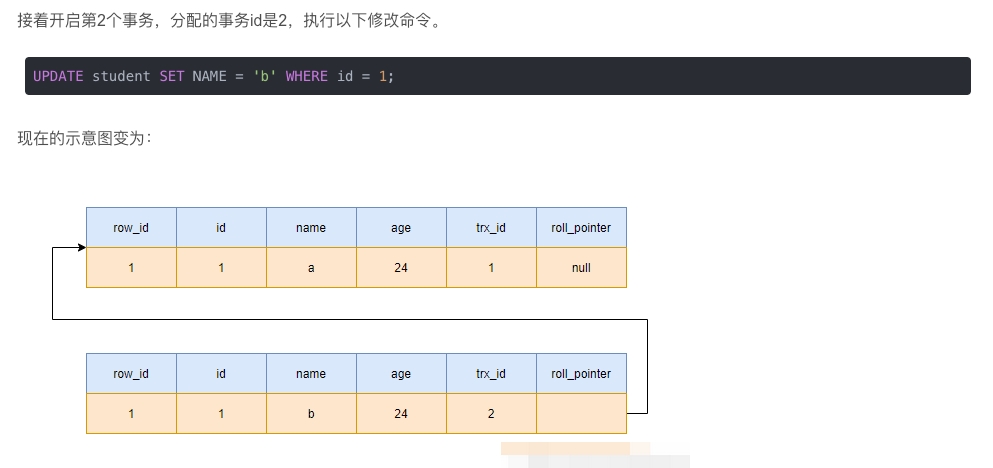 接着开启第2个事务，分配的事务id是2，执行以下修改命令。
UPDATE student SET NAME = 'b' WHERE id = 1;
现在的示意图变为：
row_id id name age trx_id roll_pointer
1 1 a 24 1 null
row_id id name age trx_id roll_pointer
1 1 b 24 2